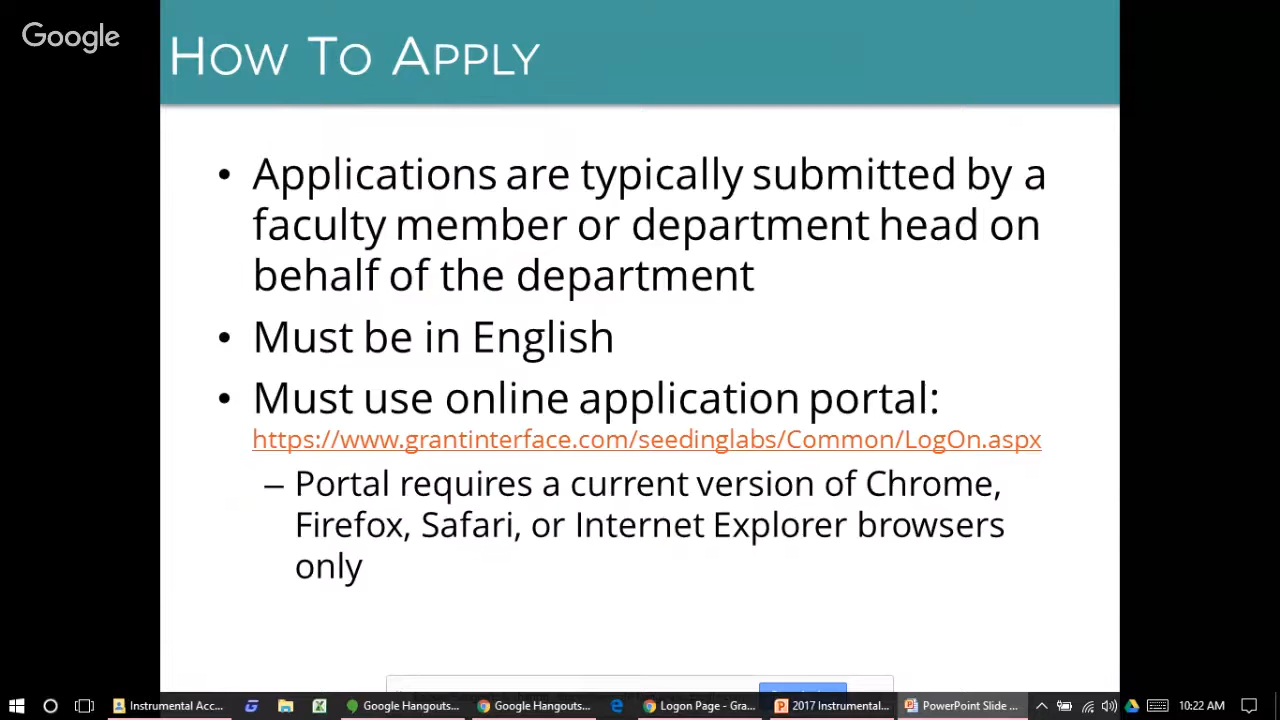 Google
How To Apply
• Applications are typically submitted by a
faculty member or department head on
behalf of the department
• Must be in English
• Must use online application portal:
https://www.grantinterface.com/seedinglabs/Common/LogOn.aspx
– Portal requires a current version of Chrome,
Firefox, Safari, or Internet Explorer browsers
only
Instrumental Acc... Google Hangouts... Google Hangouts... Logon Page - Gra... 2017 Instrumental... PowerPoint Slide ... 10:22 AM